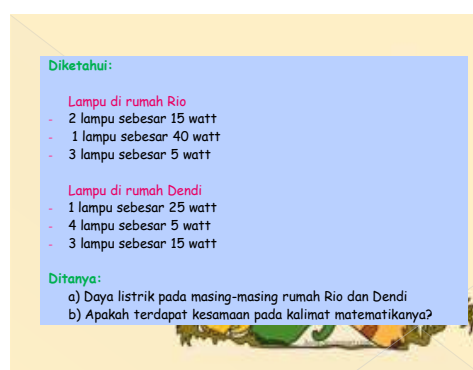 Diketahui:
Lampu di rumah Rio
- 2 lampu sebesar 15 watt
- 1 lampu sebesar 40 watt
- 3 lampu sebesar 5 watt
Lampu di rumah Dendi
- 1 lampu sebesar 25 watt
- 4 lampu sebesar 5 watt
- 3 lampu sebesar 15 watt
Ditanya:
a) Daya listrik pada masing-masing rumah Rio dan Dendi
b) Apakah terdapat kesamaan pada kalimat matematikanya?